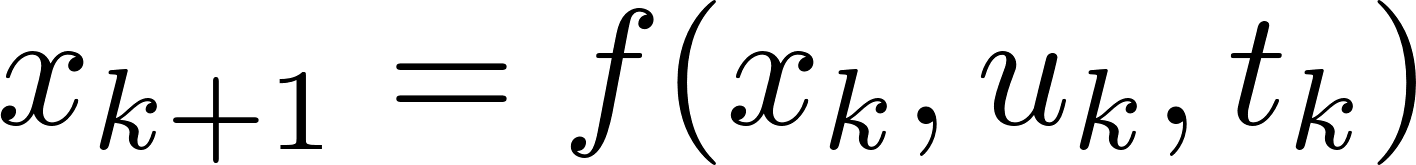 x_{k+1} = f(x_k, u_k, t_k)